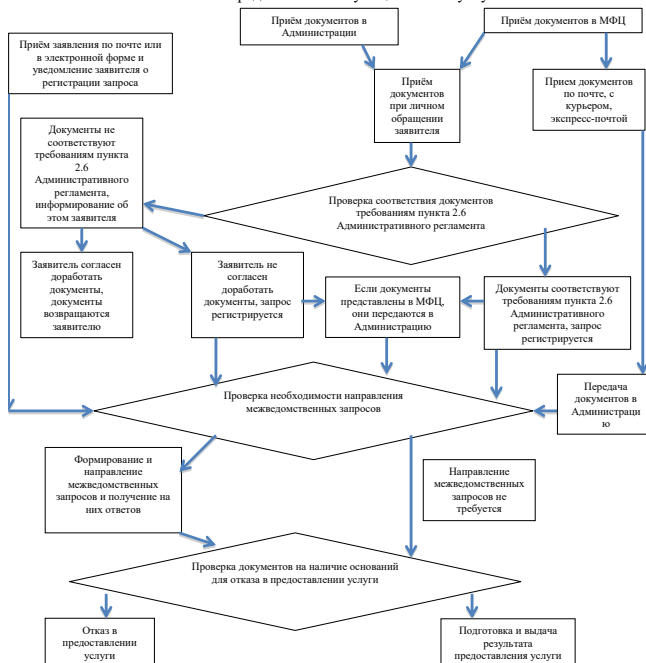 Приём документов в
Администрации
Приём документов в МФЦ
Приём заявления по почте или
в электронной форме и
уведомление заявителя о
регистрации запроса
Приём
документов
при личном
обращении
заявителя
Прием документов
по почте, с
курьером,
экспресс-почтой
Документы не
соответствуют
требованиям пункта
2.6
Административного
регламента,
информирование об
этом заявителя
Проверка соответствия документов
требованиям пункта 2.6
Административного регламента
Заявитель согласен
доработать
документы,
документы
возвращаются
заявителю
Заявитель не
согласен
доработать
документы, запрос
регистрируется
Если документы
представлены в МФЦ,
они передаются в
Администрацию
Документы соответствуют
требованиям пункта 2.6
Административного
регламента, запрос
регистрируется
Проверка необходимости направления
межведомственных запросов
Передача
документов в
Администраци
ю
Формирование и
направление
межведомственных
запросов и получение на
них ответов
Направление
межведомственных
запросов не
требуется
Проверка документов на наличие оснований
для отказа в предоставлении услуги
Отказ в
предоставлении
услуги
Подготовка и выдача
результата
предоставления услуги